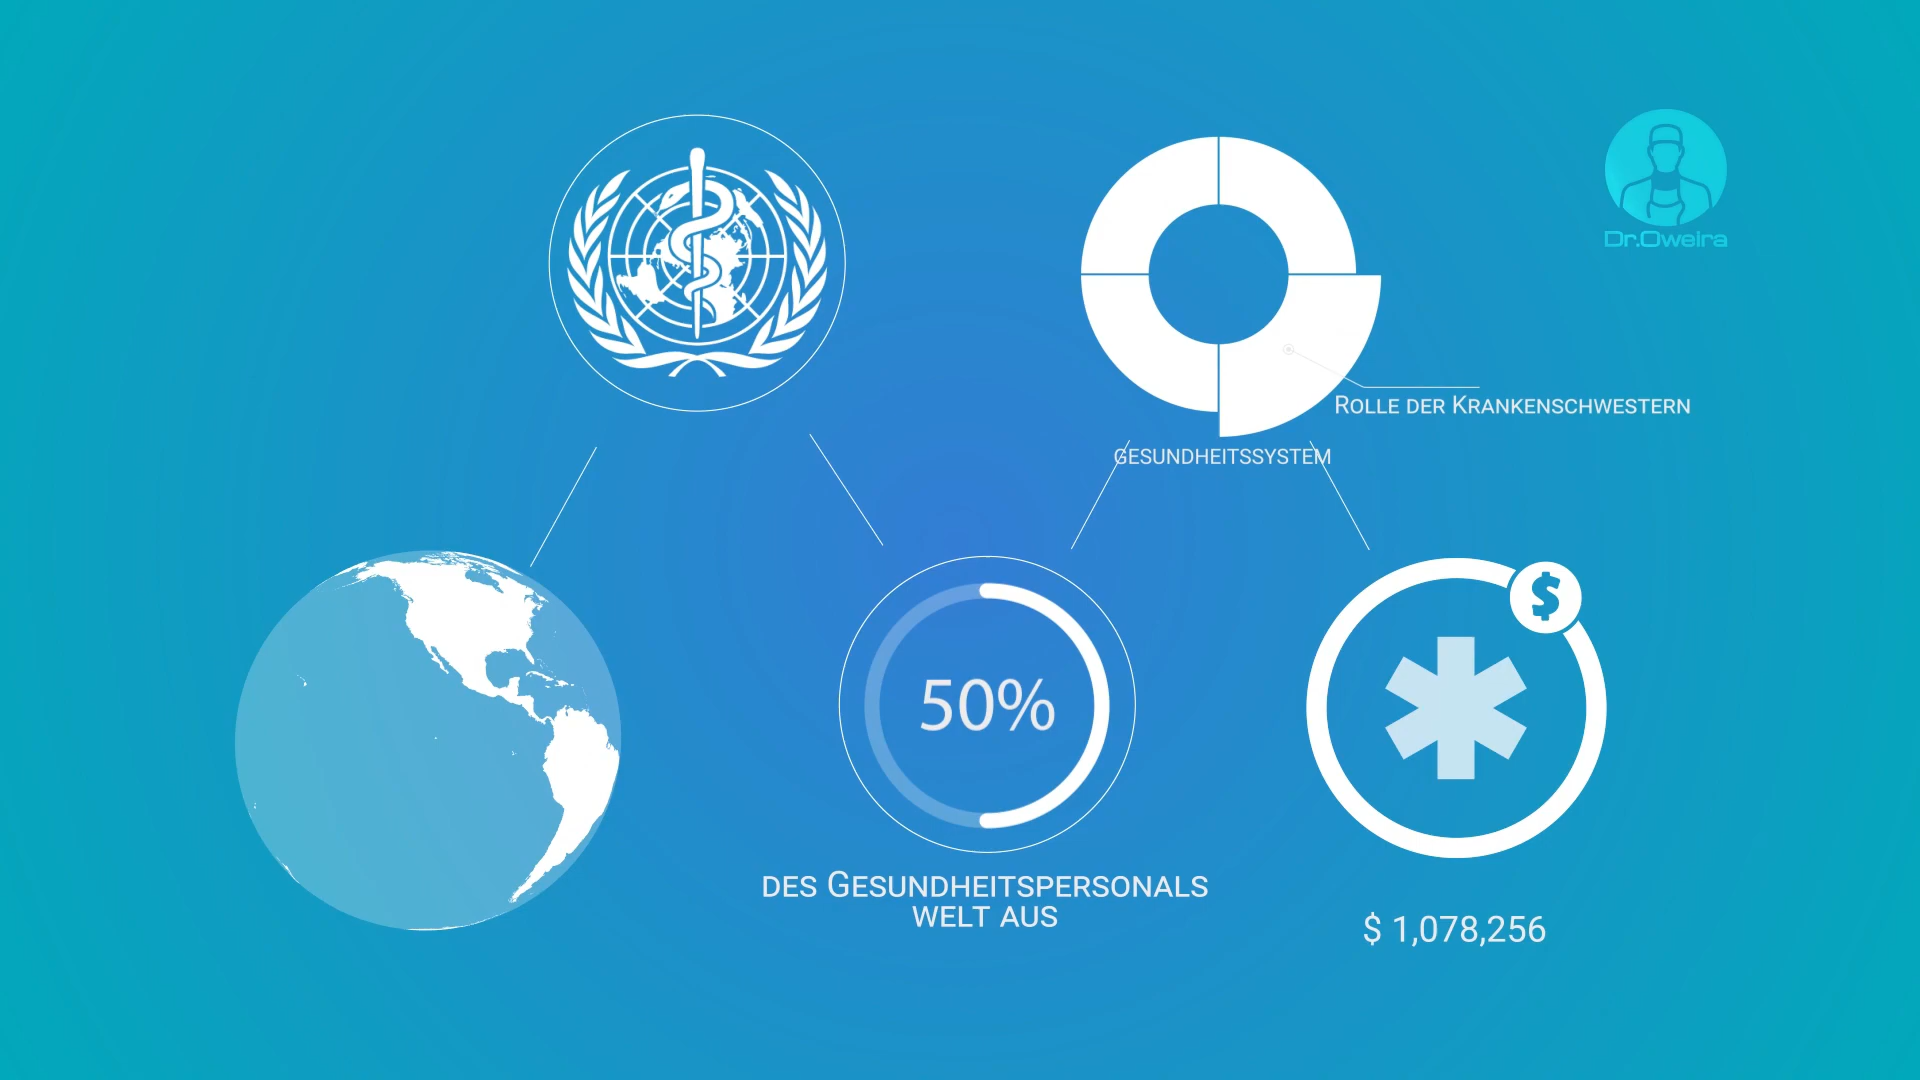 Dr.Oweira
Rolle der Krankenschwestern
gesundheitssystem
50%
$
des Gesundheitspersonals
welt aus
$ 1,078,256